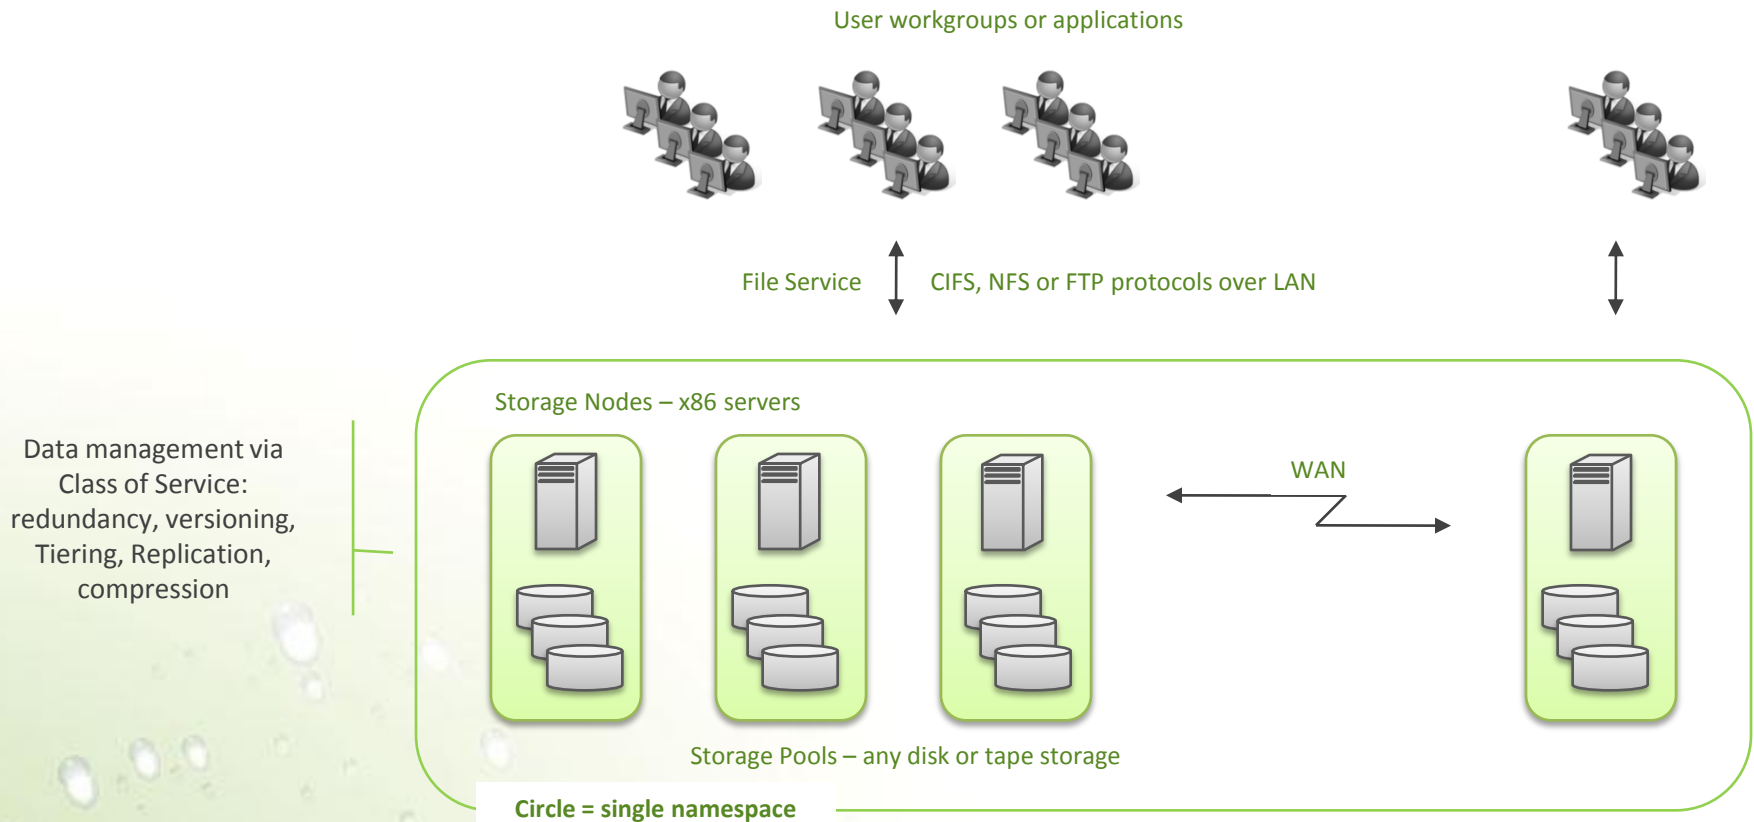 User workgroups or applications
File Service
CIFS, NFS or FTP protocols over LAN
Storage Nodes – x86 servers
Data management via
Class of Service:
redundancy, versioning,
Tiering, Replication,
compression
WAN
Storage Pools – any disk or tape storage
Circle = single namespace